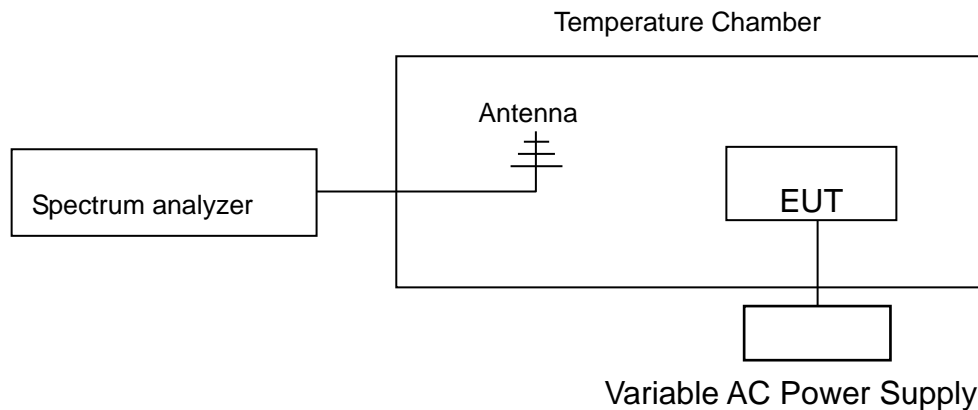 Temperature Chamber
Antenna
Spectrum analyzer
EUT
Variable AC Power Supply